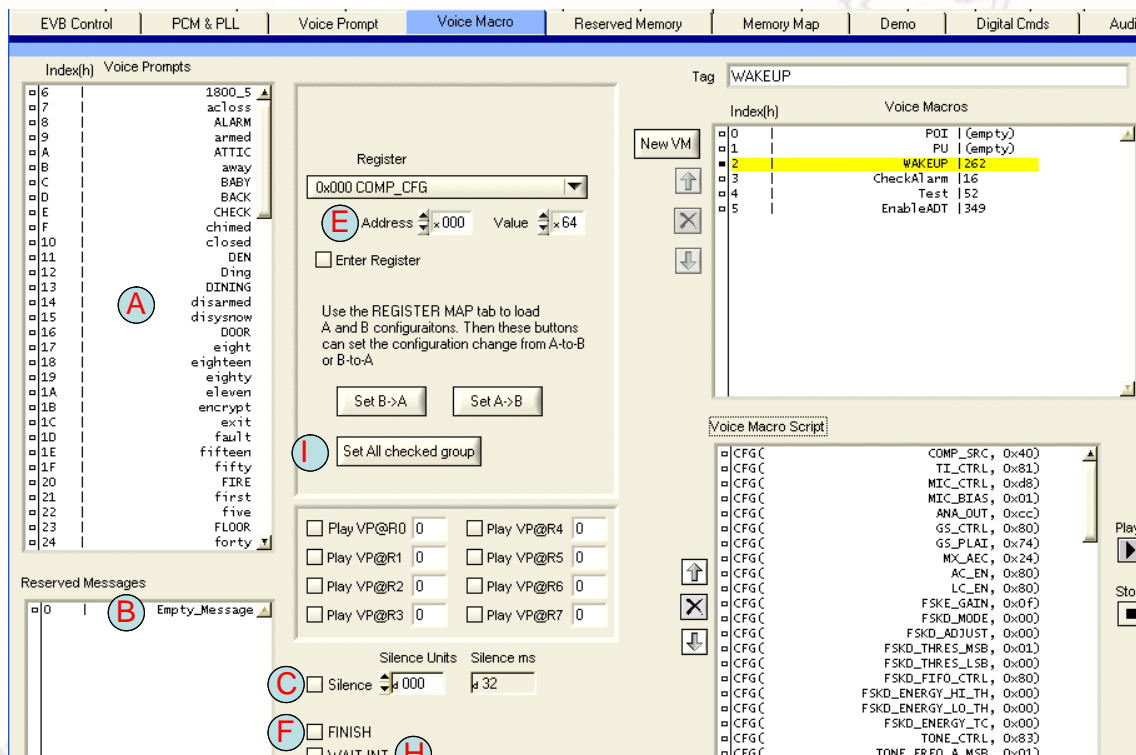 EVB Control PCM & PLL Voice Prompt Voice Macro Reserved Memory Memory Map Demo Digital Cmds Audi
Index(h) Voice Prompts
6 | 1800_5
7 | acloss
8 | ALARM
9 | armed
A | ATTIC
B | away
C | BABY
D | BACK
E | CHECK
F | chimed
10 | closed
11 | DEN
12 | Ding
13 | DINING
14 | disarmed
15 | disysnow
16 | DOOR
17 | eight
18 | eighteen
19 | eighty
1A | eleven
1B | encrypt
1C | exit
1D | fault
1E | fifteen
1F | fifty
20 | FIRE
21 | first
22 | five
23 | FLOOR
24 | forty
A
Reserved Messages
0 | Empty_Message
B
Register
0x000 COMP_CFG
E Address x 000 Value x 64
Enter Register
Use the REGISTER MAP tab to load
A and B configuraitons. Then these buttons
can set the configuration change from A-to-B
or B-to-A
Set B->A Set A->B
I Set All checked group
Play VP@R0 0 Play VP@R4 0
Play VP@R1 0 Play VP@R5 0
Play VP@R2 0 Play VP@R6 0
Play VP@R3 0 Play VP@R7 0
Silence Units Silence ms
C Silence d 000 d 32
F FINISH
WAIT INT H
Tag WAKEUP
Index(h) Voice Macros
New VM
0 | POI |(empty)
1 | PU |(empty)
2 | WAKEUP |262
3 | CheckAlarm |16
4 | Test |52
5 | EnableADT |349
Voice Macro Script
CFG( COMP_SRC, 0x40)
CFG( TI_CTRL, 0x81)
CFG( MIC_CTRL, 0xd8)
CFG( MIC_BIAS, 0x01)
CFG( ANA_OUT, 0xcc)
CFG( GS_CTRL, 0x80)
CFG( GS_PLAI, 0x74)
CFG( MX_AEC, 0x24)
CFG( AC_EN, 0x80)
CFG( LC_EN, 0x80)
CFG( FSKE_GAIN, 0x0f)
CFG( FSKD_MODE, 0x00)
CFG( FSKD_ADJUST, 0x00)
CFG( FSKD_THRES_MSB, 0x01)
CFG( FSKD_THRES_LSB, 0x00)
CFG( FSKD_FIFO_CTRL, 0x80)
CFG( FSKD_ENERGY_HI_TH, 0x00)
CFG( FSKD_ENERGY_LO_TH, 0x00)
CFG( FSKD_ENERGY_TC, 0x00)
CFG( TONE_CTRL, 0x83)
CFG( TONE_FREQ_A_MSB, 0x01)
Play
Sto